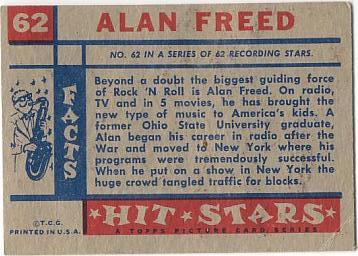 62 ALAN FREED
NO. 62 IN A SERIES OF 62 RECORDING STARS.
FACTS
Beyond a doubt the biggest guiding force
of Rock 'N Roll is Alan Freed. On radio,
TV and in 5 movies, he has brought the
new type of music to America's kids. A
former Ohio State University graduate,
Alan began his career in radio after the
War and moved to New York where his
programs were tremendously successful.
When he put on a show in New York the
huge crowd tangled traffic for blocks.
©T.C.G.
PRINTED IN U.S.A.
HIT STARS
A TOPPS PICTURE CARD SERIES